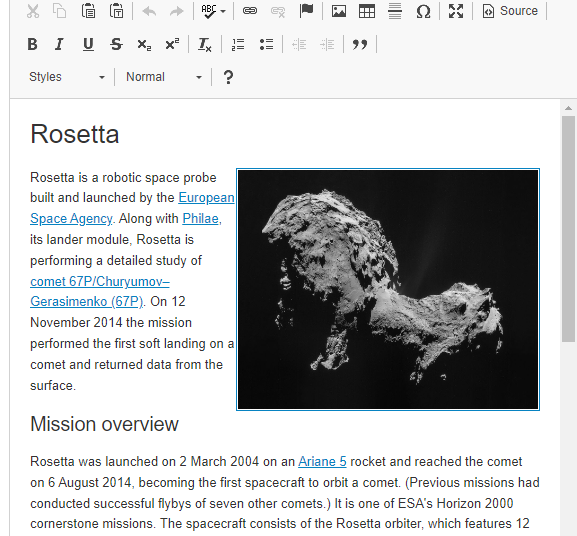 ABC
Ω
Source
B I U S x₂ x² Tx
Styles Normal ?
Rosetta
Rosetta is a robotic space probe
built and launched by the European
Space Agency. Along with Philae,
its lander module, Rosetta is
performing a detailed study of
comet 67P/Churyumov–
Gerasimenko (67P). On 12
November 2014 the mission
performed the first soft landing on a
comet and returned data from the
surface.
Mission overview
Rosetta was launched on 2 March 2004 on an Ariane 5 rocket and reached the comet
on 6 August 2014, becoming the first spacecraft to orbit a comet. (Previous missions had
conducted successful flybys of seven other comets.) It is one of ESA's Horizon 2000
cornerstone missions. The spacecraft consists of the Rosetta orbiter, which features 12